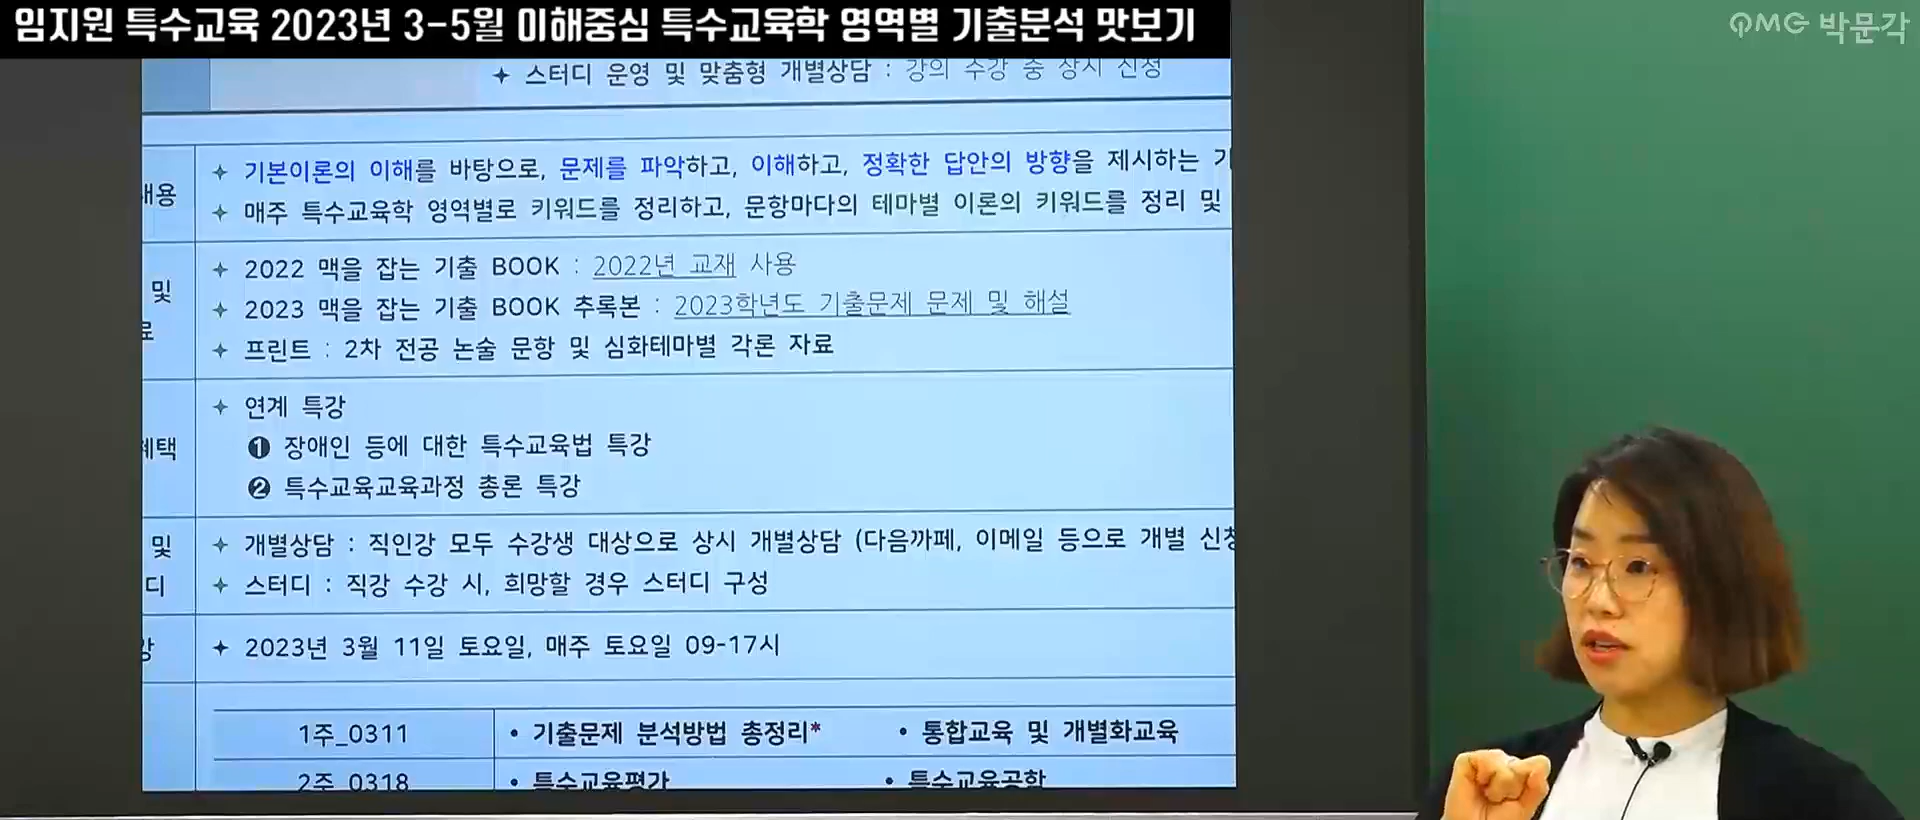 임지원 특수교육 2023년 3-5월 이해중심 특수교육학 영역별 기출분석 맛보기
박문각
✦ 스터디 운영 및 맞춤형 개별상담 : 강의 수강 중 상시 신청
내용
✦ 기본이론의 이해를 바탕으로, 문제를 파악하고, 이해하고, 정확한 답안의 방향을 제시하는 기
✦ 매주 특수교육학 영역별로 키워드를 정리하고, 문항마다의 테마별 이론의 키워드를 정리 및
및
료
✦ 2022 맥을 잡는 기출 BOOK : 2022년 교재 사용
✦ 2023 맥을 잡는 기출 BOOK 추록본 : 2023학년도 기출문제 문제 및 해설
✦ 프린트 : 2차 전공 논술 문항 및 심화테마별 각론 자료
혜택
✦ 연계 특강
❶ 장애인 등에 대한 특수교육법 특강
❷ 특수교육교육과정 총론 특강
및
디
✦ 개별상담 : 직인강 모두 수강생 대상으로 상시 개별상담 (다음까페, 이메일 등으로 개별 신청
✦ 스터디 : 직강 수강 시, 희망할 경우 스터디 구성
✦ 2023년 3월 11일 토요일, 매주 토요일 09-17시
1주_0311 • 기출문제 분석방법 총정리* • 통합교육 및 개별화교육
2주_0318 • 특수교육평가 • 특수교육공학